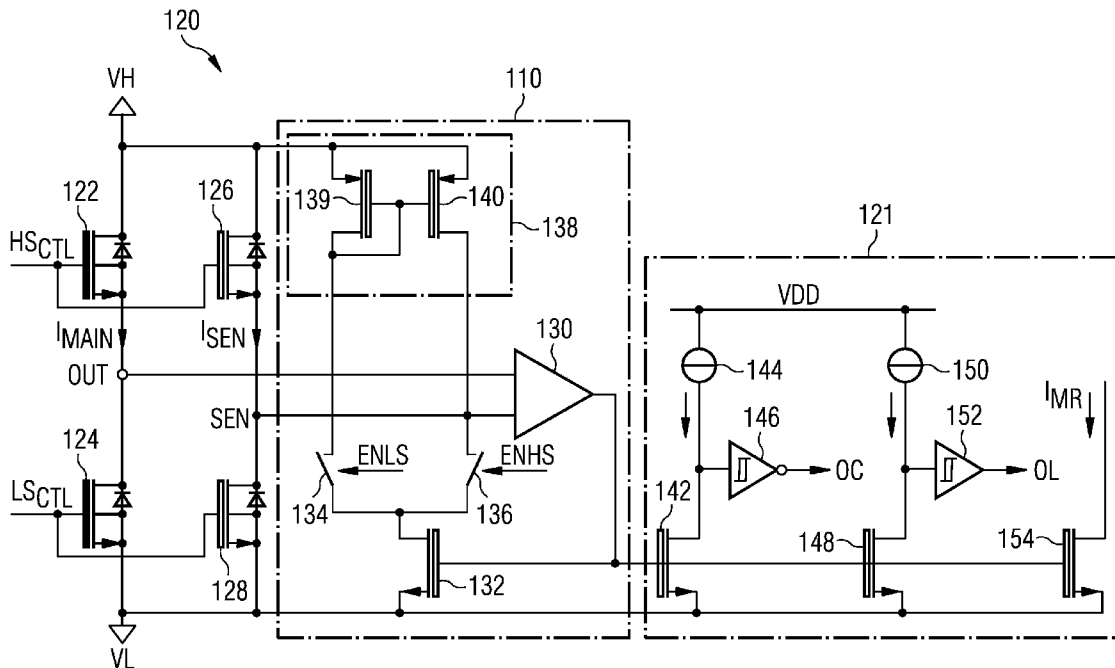 120
VH
110
122
126
139
140
138
121
HSCTL
VDD
IMAIN
ISEN
130
144
150
IMR
OUT
SEN
146
152
124
ENLS
ENHS
OC
OL
LSCTL
134
136
142
148
154
128
132
VL